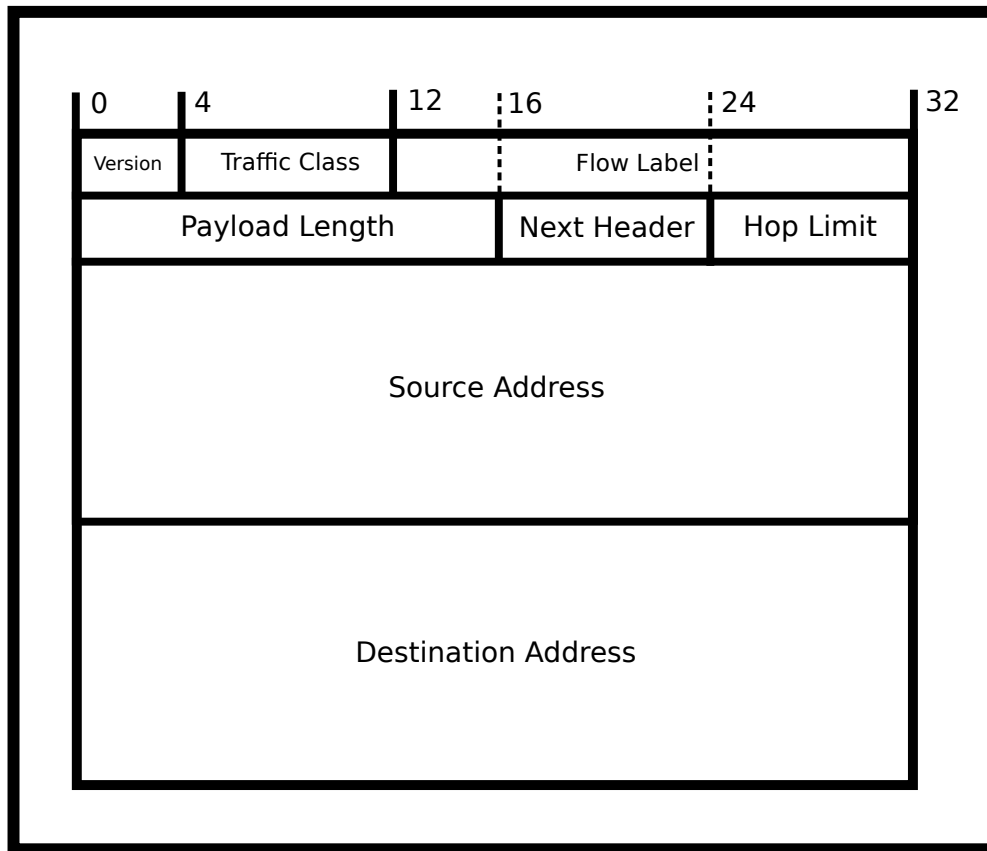 0 4 12 16 24 32
Version Traffic Class Flow Label
Payload Length Next Header Hop Limit
Source Address
Destination Address